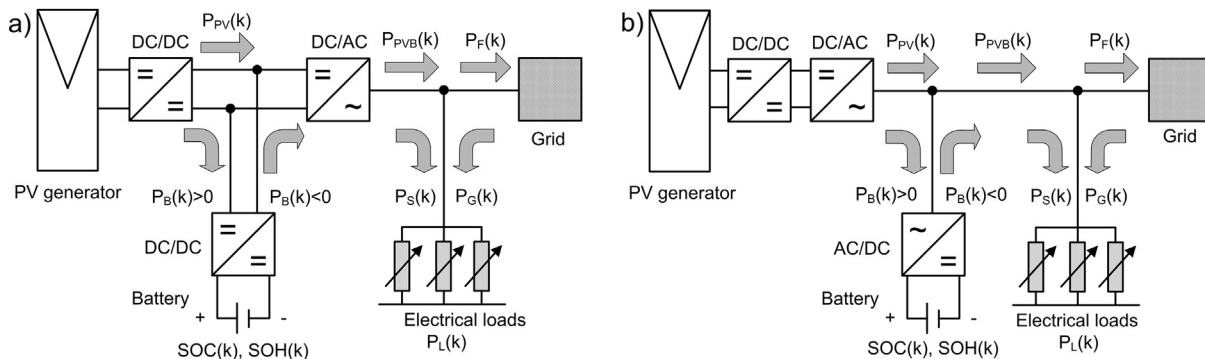 a)
P_PV(k)
DC/DC
DC/AC
P_PVB(k)
P_F(k)
=
=
=
~
Grid
PV generator
P_B(k)>0
P_B(k)<0
P_S(k)
P_G(k)
DC/DC
=
=
Battery
+
-
SOC(k), SOH(k)
Electrical loads
P_L(k)
b)
DC/DC
DC/AC
P_PV(k)
P_PVB(k)
P_F(k)
=
=
=
~
Grid
PV generator
P_B(k)>0
P_B(k)<0
P_S(k)
P_G(k)
AC/DC
~
=
Battery
+
-
SOC(k), SOH(k)
Electrical loads
P_L(k)